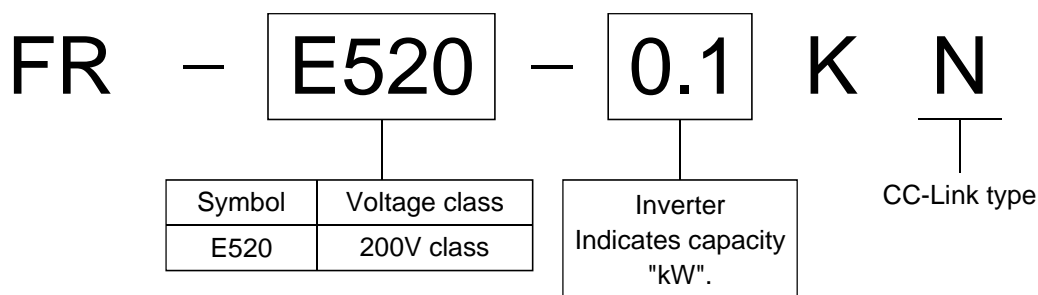 FR – E520 – 0.1 K N
Symbol Voltage class
E520 200V class
Inverter
Indicates capacity
"kW".
CC-Link type